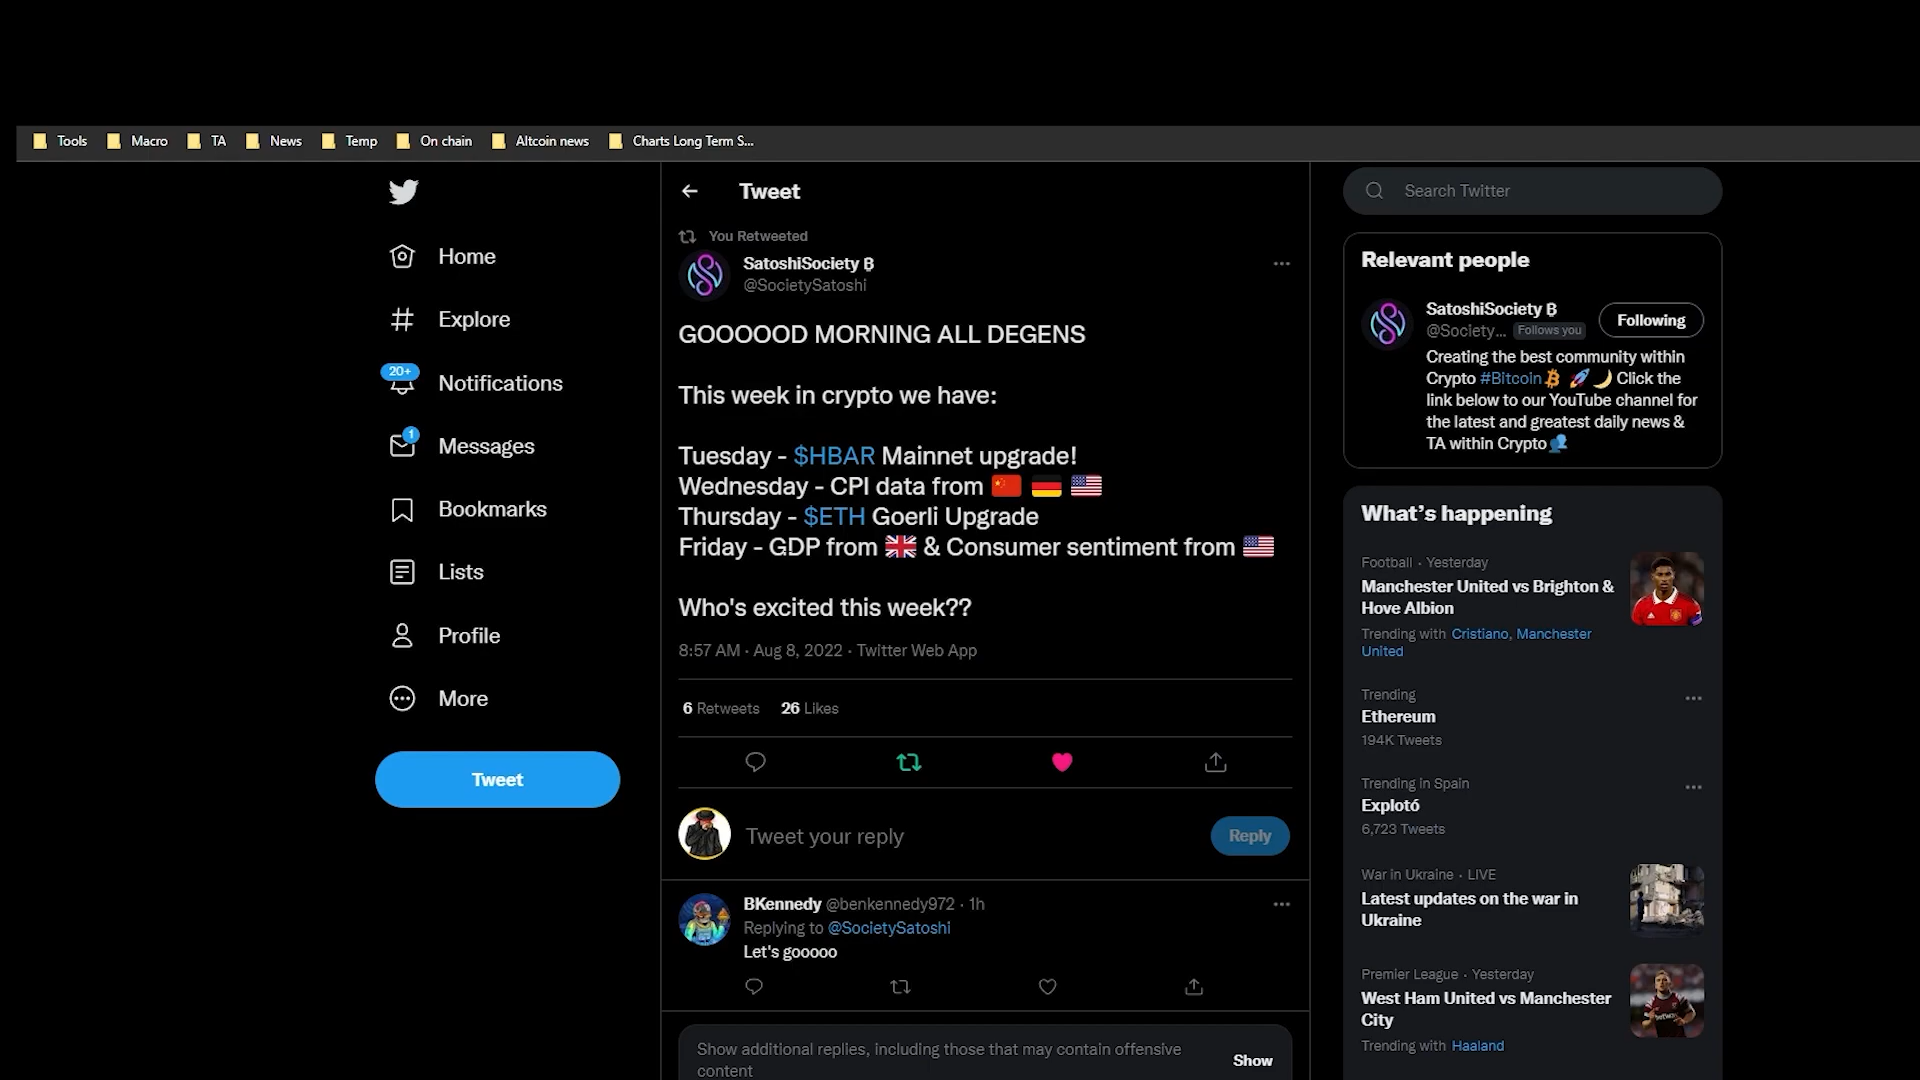 Tools Macro TA News Temp On chain Altcoin news Charts Long Term S...
Home
Explore
20+
Notifications
1
Messages
Bookmarks
Lists
Profile
More
Tweet
Tweet
You Retweeted
SatoshiSociety ₿
@SocietySatoshi
GOOOOOD MORNING ALL DEGENS
This week in crypto we have:
Tuesday - $HBAR Mainnet upgrade!
Wednesday - CPI data from 🇨🇳 🇩🇪 🇺🇸
Thursday - $ETH Goerli Upgrade
Friday - GDP from 🇬🇧 & Consumer sentiment from 🇺🇸
Who's excited this week??
8:57 AM · Aug 8, 2022 · Twitter Web App
6 Retweets 26 Likes
Tweet your reply
Reply
BKennedy @benkennedy972 · 1h
Replying to @SocietySatoshi
Let's gooooo
Show additional replies, including those that may contain offensive
content
Show
Search Twitter
Relevant people
SatoshiSociety ₿
@Society... Follows you
Following
Creating the best community within
Crypto #Bitcoin 🚀 🌙 Click the
link below to our YouTube channel for
the latest and greatest daily news &
TA within Crypto 👥
What's happening
Football · Yesterday
Manchester United vs Brighton &
Hove Albion
Trending with Cristiano, Manchester
United
Trending
Ethereum
194K Tweets
Trending in Spain
Explotó
6,723 Tweets
War in Ukraine · LIVE
Latest updates on the war in
Ukraine
Premier League · Yesterday
West Ham United vs Manchester
City
Trending with Haaland